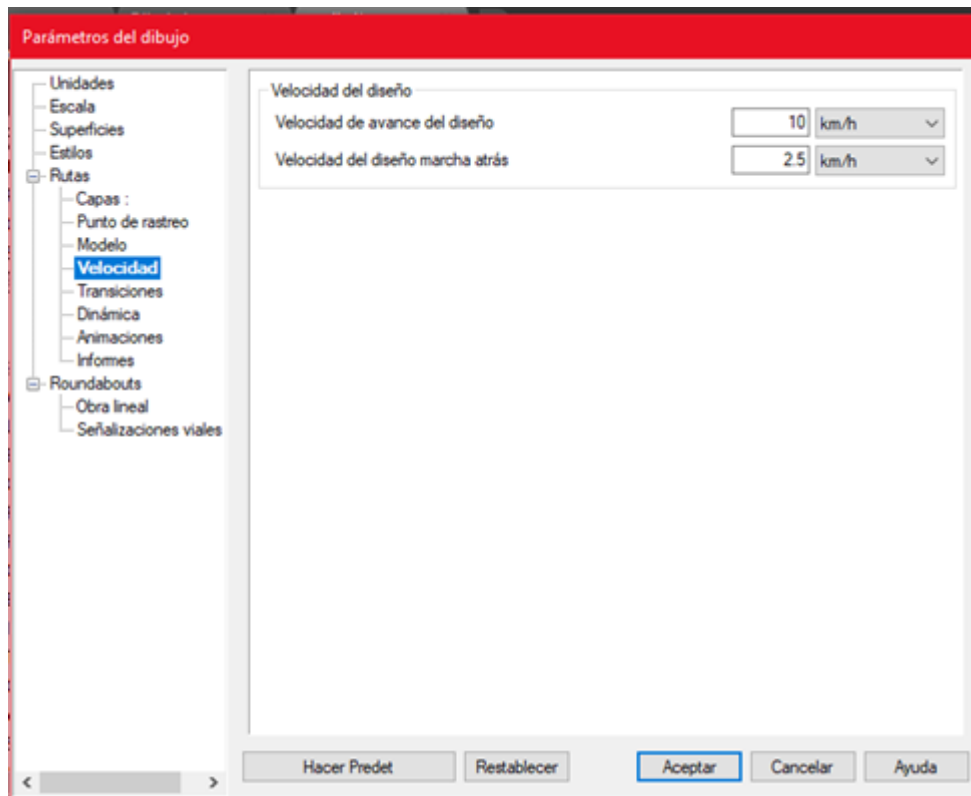 Parámetros del dibujo
Unidades
Escala
Superficies
Estilos
Rutas
Capas :
Punto de rastreo
Modelo
Velocidad
Transiciones
Dinámica
Animaciones
Informes
Roundabouts
Obra lineal
Señalizaciones viales
Velocidad del diseño
Velocidad de avance del diseño 10 km/h
Velocidad del diseño marcha atrás 2.5 km/h
Hacer Predet Restablecer Aceptar Cancelar Ayuda